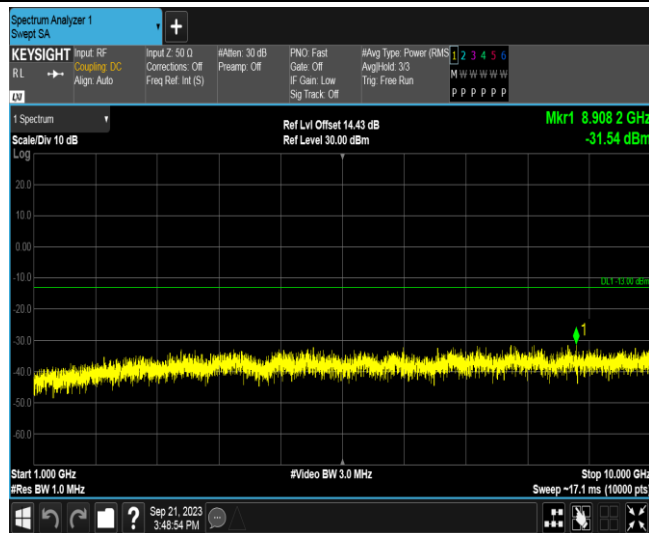 Spectrum Analyzer 1
Swept SA
+
KEYSIGHT
RL
LXI
Input: RF
Coupling: DC
Align: Auto
Input Z: 50 Ω
Corrections: Off
Freq Ref: Int (S)
#Atten: 30 dB
Preamp: Off
PNO: Fast
Gate: Off
IF Gain: Low
Sig Track: Off
#Avg Type: Power (RMS
Avg|Hold: 3/3
Trig: Free Run
1 2 3 4 5 6
M W W W W W
P P P P P P
1 Spectrum
Scale/Div 10 dB
Log
Ref Lvl Offset 14.43 dB
Ref Level 30.00 dBm
Mkr1 8.908 2 GHz
-31.54 dBm
20.0
10.0
0.00
-10.0
DL1 -13.00 dBm
-20.0
-30.0
1
-40.0
-50.0
-60.0
Start 1.000 GHz
#Res BW 1.0 MHz
#Video BW 3.0 MHz
Stop 10.000 GHz
Sweep ~17.1 ms (10000 pts)
?
Sep 21, 2023
3:48:54 PM